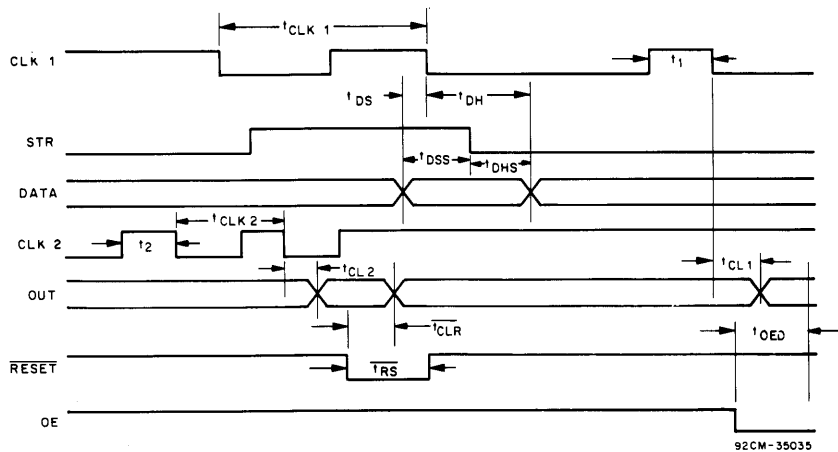 tCLK 1
CLK 1
t1
tDS
tDH
STR
tDSS
tDHS
DATA
tCLK 2
CLK 2
t2
tCL 2
tCL 1
OUT
tCLR
tOED
RESET
tRS
OE
92CM-35035